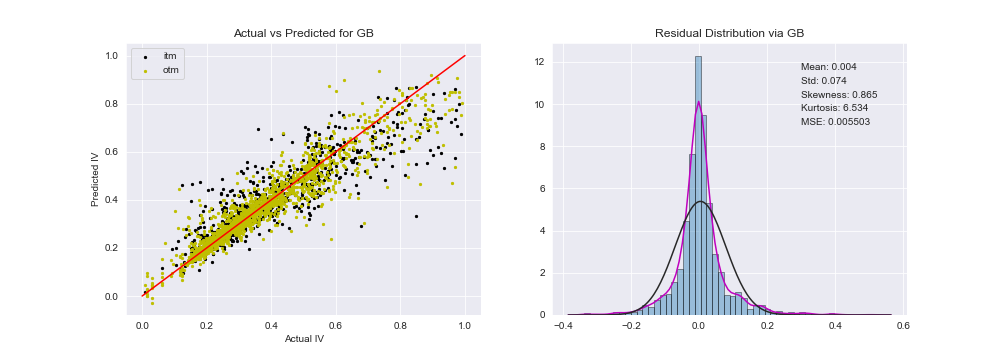 Actual vs Predicted for GB
itm
otm
1.0
0.8
0.6
0.4
0.2
0.0
Predicted IV
0.0 0.2 0.4 0.6 0.8 1.0
Actual IV
Residual Distribution via GB
Mean: 0.004
Std: 0.074
Skewness: 0.865
Kurtosis: 6.534
MSE: 0.005503
12
10
8
6
4
2
0
−0.4 −0.2 0.0 0.2 0.4 0.6